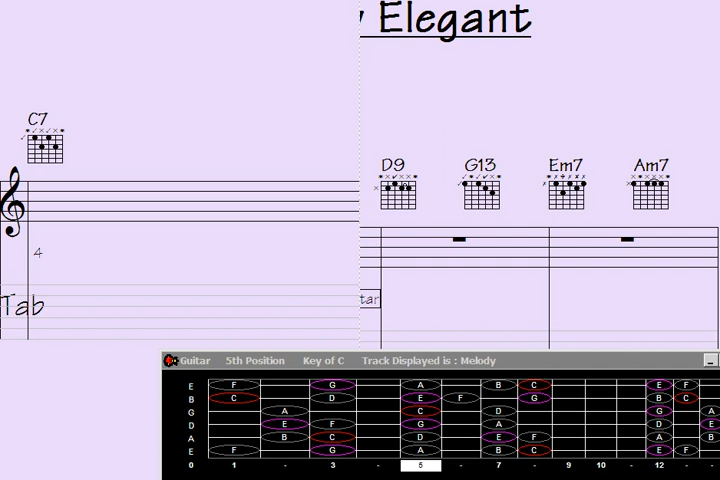 Elegant
C7
D9 G13 Em7 Am7
4
Tab
tar
Guitar 5th Position Key of C Track Displayed is : Melody
E F G A B C E F
B C D E F G B C
G A C D G A
D E F G A D E
A B C D E F A B
E F G A B C E F
0 1 - 3 - 5 - 7 - 9 10 - 12 - -